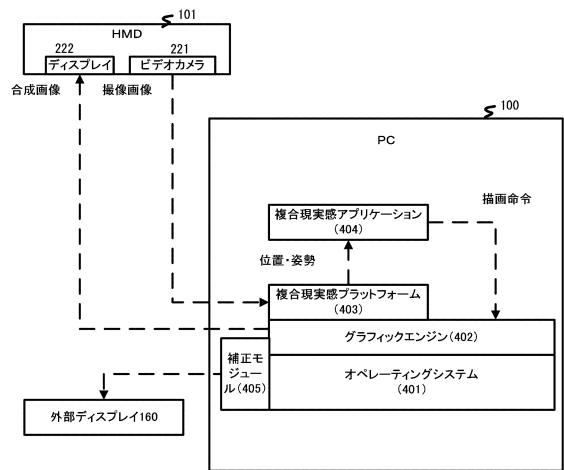 101
HMD
222
221
ディスプレイ
ビデオカメラ
合成画像
撮像画像
100
PC
描画命令
複合現実感アプリケーション
(404)
位置・姿勢
複合現実感プラットフォーム
(403)
グラフィックエンジン(402)
補正モ
ジュー
ル(405)
オペレーティングシステム
(401)
外部ディスプレイ160